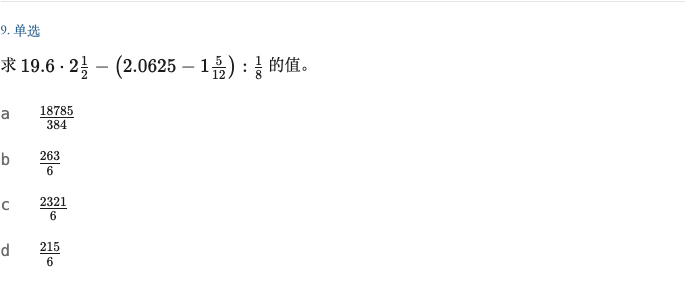 9. 单选
求 19.6 · 2 1/2 − (2.0625 − 1 5/12) : 1/8 的值。
a 18785/384
b 263/6
c 2321/6
d 215/6